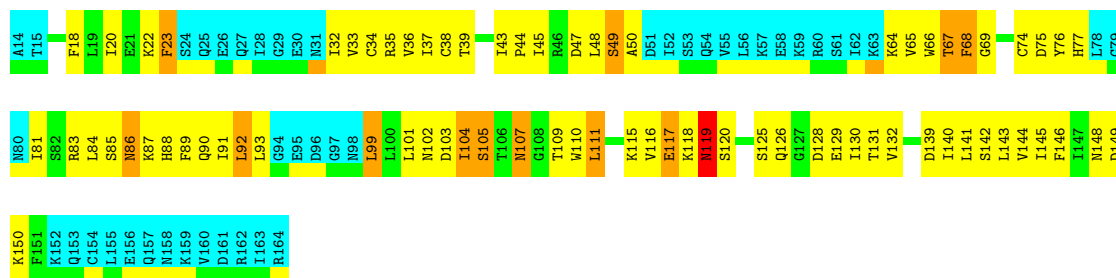 A14 T15 F18 L19 I20 E21 K22 F23 S24 Q25 E26 Q27 I28 G29 E30 N31 I32 V33 C34 R35 V36 I37 C38 T39 I43 P44 I45 R46 D47 L48 S49 A50 D51 I52 S53 Q54 V55 L56 K57 E58 K59 R60 S61 I62 K63 K64 V65 W66 T67 F68 G69 C74 D75 Y76 H77 L78 C79
N80 I81 S82 R83 L84 S85 N86 K87 H88 F89 Q90 I91 L92 L93 G94 E95 D96 G97 N98 L99 L100 L101 N102 D103 I104 S105 T106 N107 G108 T109 W110 L111 K115 V116 E117 K118 N119 S120 S125 Q126 G127 D128 E129 I130 T131 V132 D139 I140 L141 S142 L143 V144 I145 F146 I147 N148 D149
K150 F151 K152 Q153 C154 L155 E156 Q157 N158 K159 V160 D161 R162 I163 R164